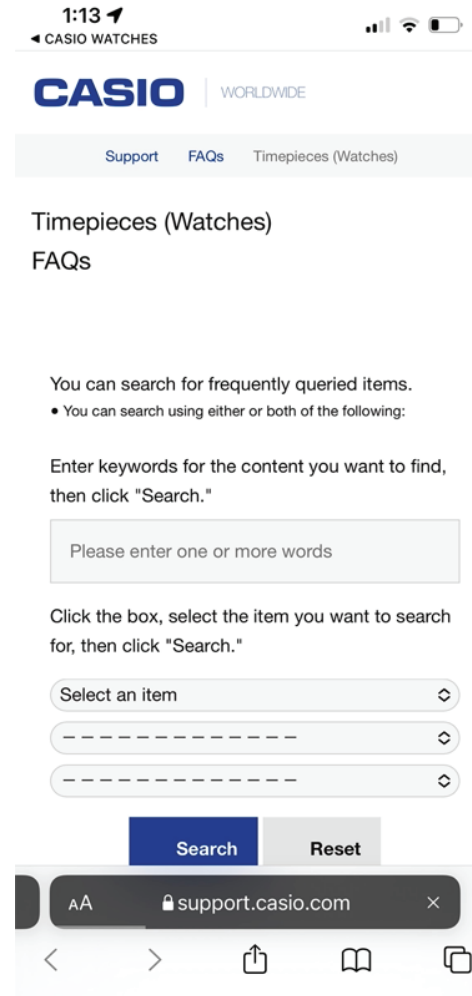 1:13
◀ CASIO WATCHES
CASIO WORLDWIDE
Support FAQs Timepieces (Watches)
Timepieces (Watches)
FAQs
You can search for frequently queried items.
• You can search using either or both of the following:
Enter keywords for the content you want to find,
then click "Search."
Please enter one or more words
Click the box, select the item you want to search
for, then click "Search."
Select an item
– – – – – – – – – – – – –
– – – – – – – – – – – – –
Search Reset
AA support.casio.com ×